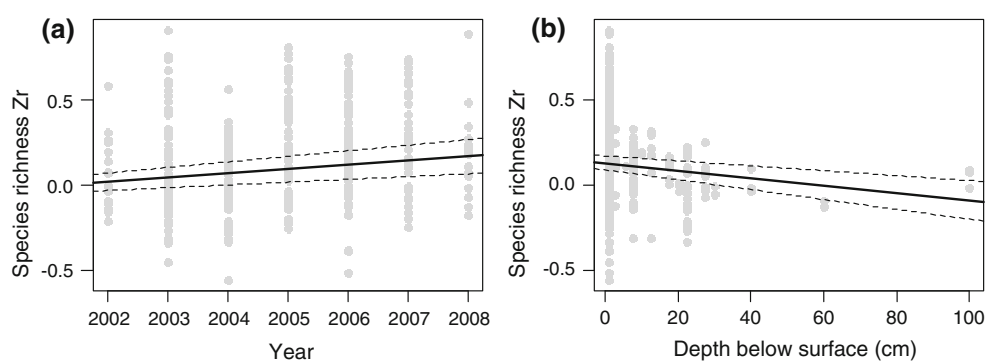 (a)
Species richness Zr
0.5
0.0
-0.5
2002 2003 2004 2005 2006 2007 2008
Year
(b)
Species richness Zr
0.5
0.0
-0.5
0 20 40 60 80 100
Depth below surface (cm)